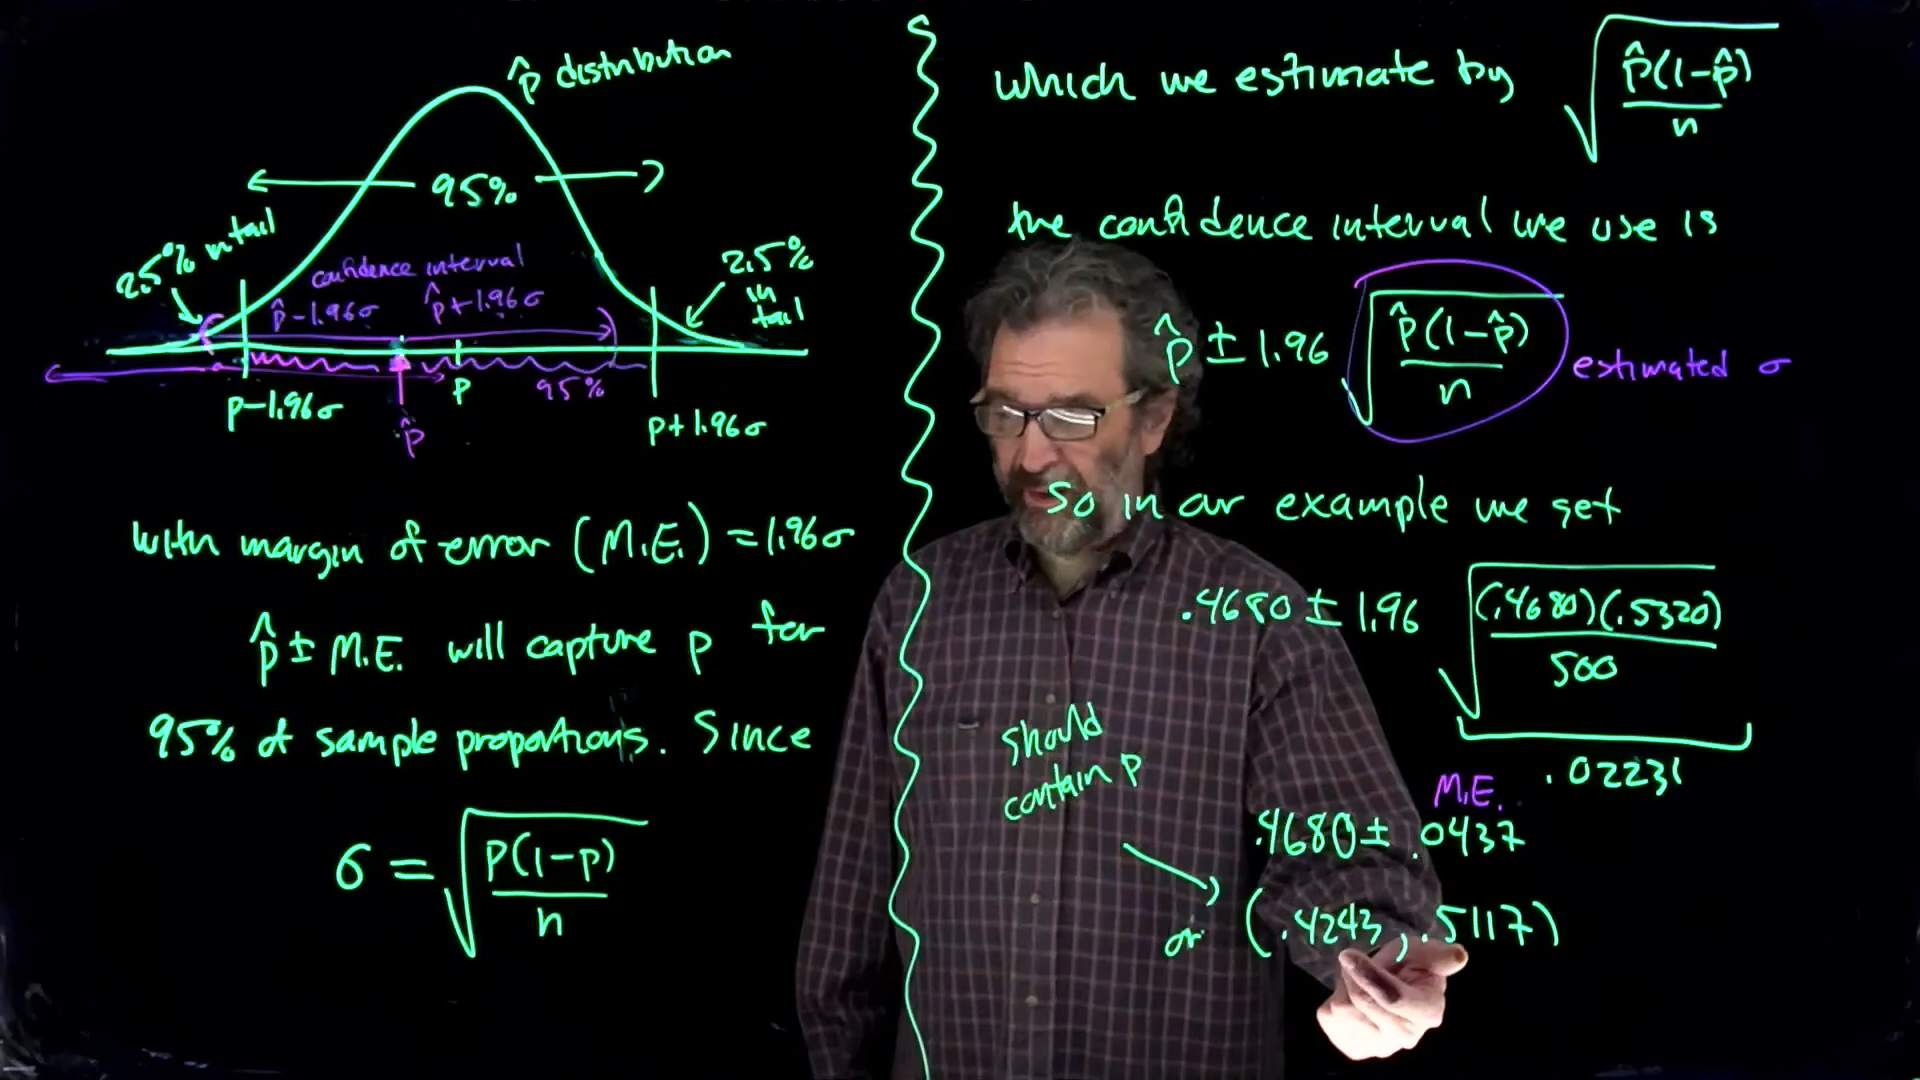 p̂ distribution
95%
2.5% in tail
2.5%
in
tail
confidence interval
p̂-1.96σ p̂+1.96σ
p
95%
p-1.96σ
p̂
p+1.96σ
with margin of error (M.E.) = 1.96σ
p̂ ± M.E. will capture p for
95% of sample proportions. Since
σ = √(p(1-p)/n)
which we estimate by √(p̂(1-p̂)/n)
the confidence interval we use is
p̂ ± 1.96 √(p̂(1-p̂)/n) estimated σ
So in our example we get
.4680 ± 1.96 √((.4680)(.5320)/500)
.02231
should
contain p
M.E.
.4680 ± .0437
or (.4243, .5117)